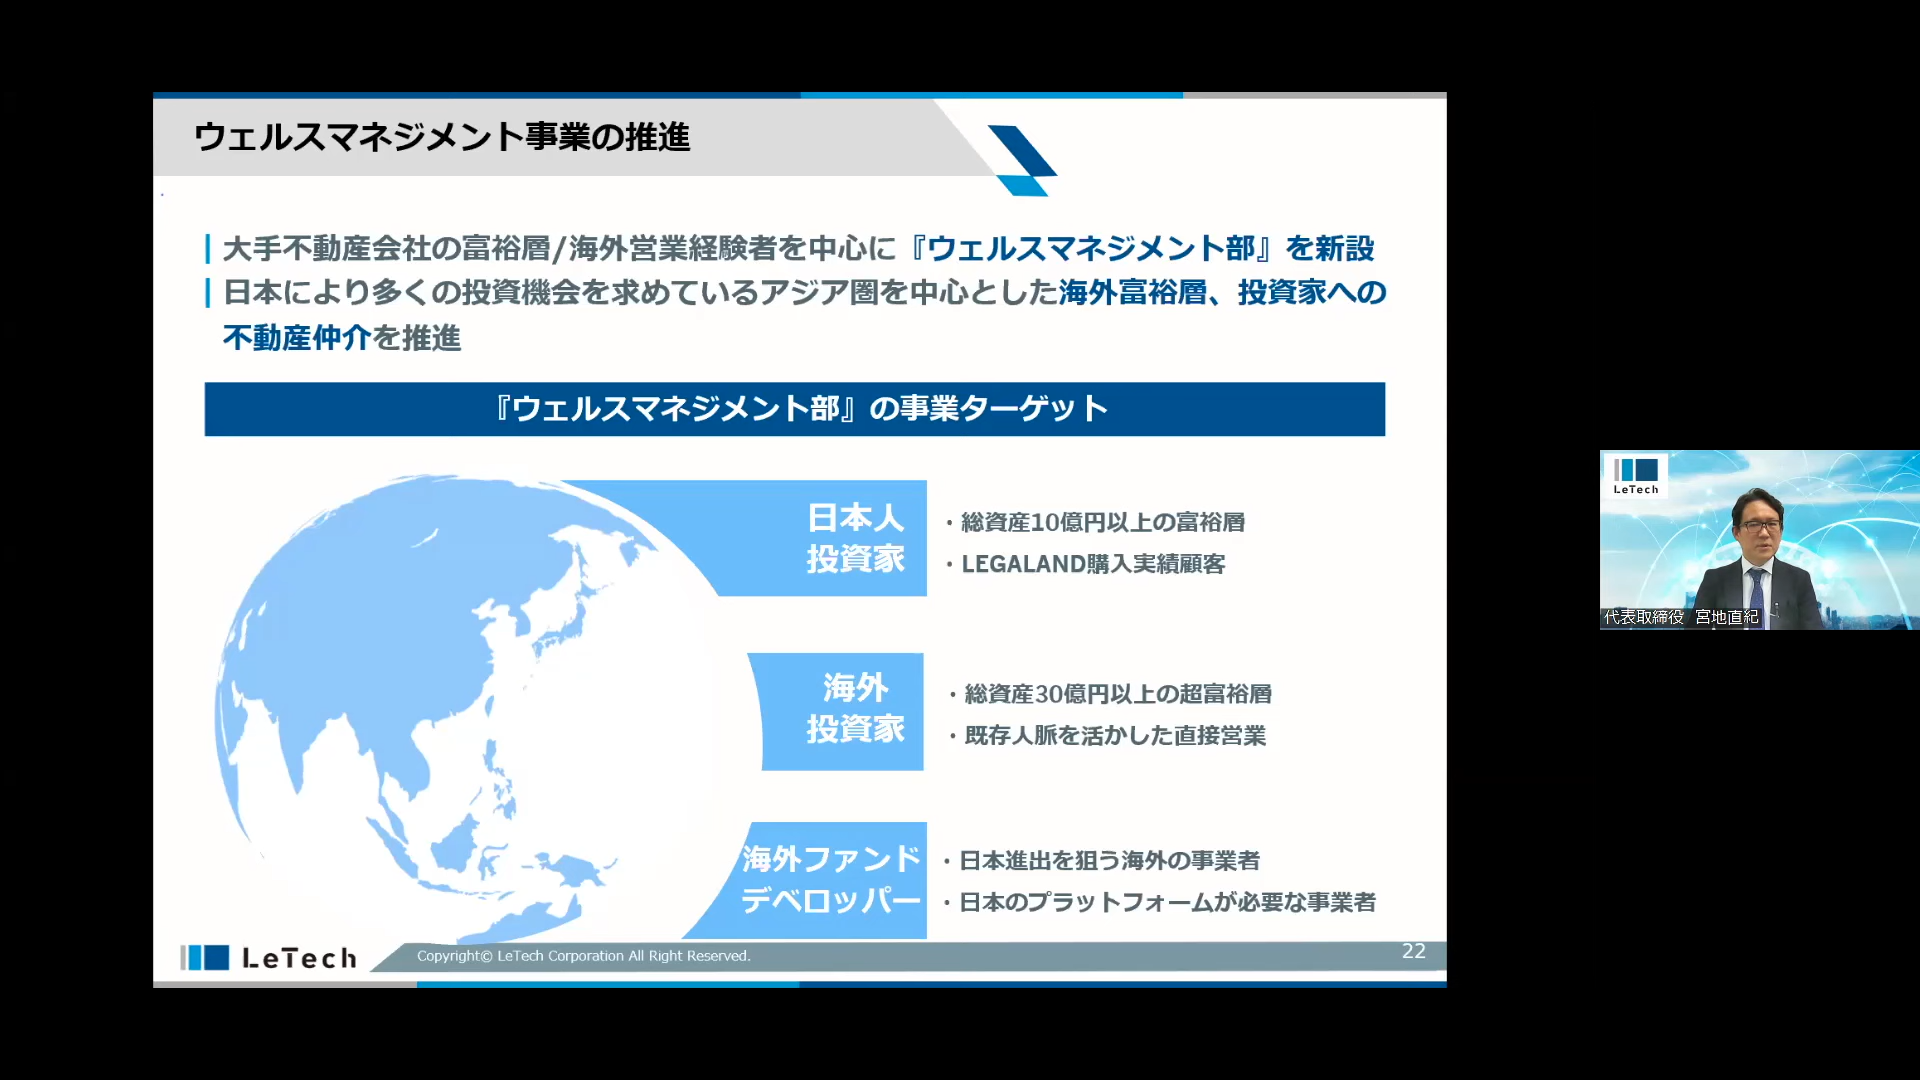 ウェルスマネジメント事業の推進
大手不動産会社の富裕層/海外営業経験者を中心に『ウェルスマネジメント部』を新設
日本により多くの投資機会を求めているアジア圏を中心とした海外富裕層、投資家への
不動産仲介を推進
『ウェルスマネジメント部』の事業ターゲット
日本人
投資家
・総資産10億円以上の富裕層
・LEGALAND購入実績顧客
海外
投資家
・総資産30億円以上の超富裕層
・既存人脈を活かした直接営業
海外ファンド
デベロッパー
・日本進出を狙う海外の事業者
・日本のプラットフォームが必要な事業者
LeTech
Copyright© LeTech Corporation All Right Reserved.
22
LeTech
代表取締役 宮地直紀